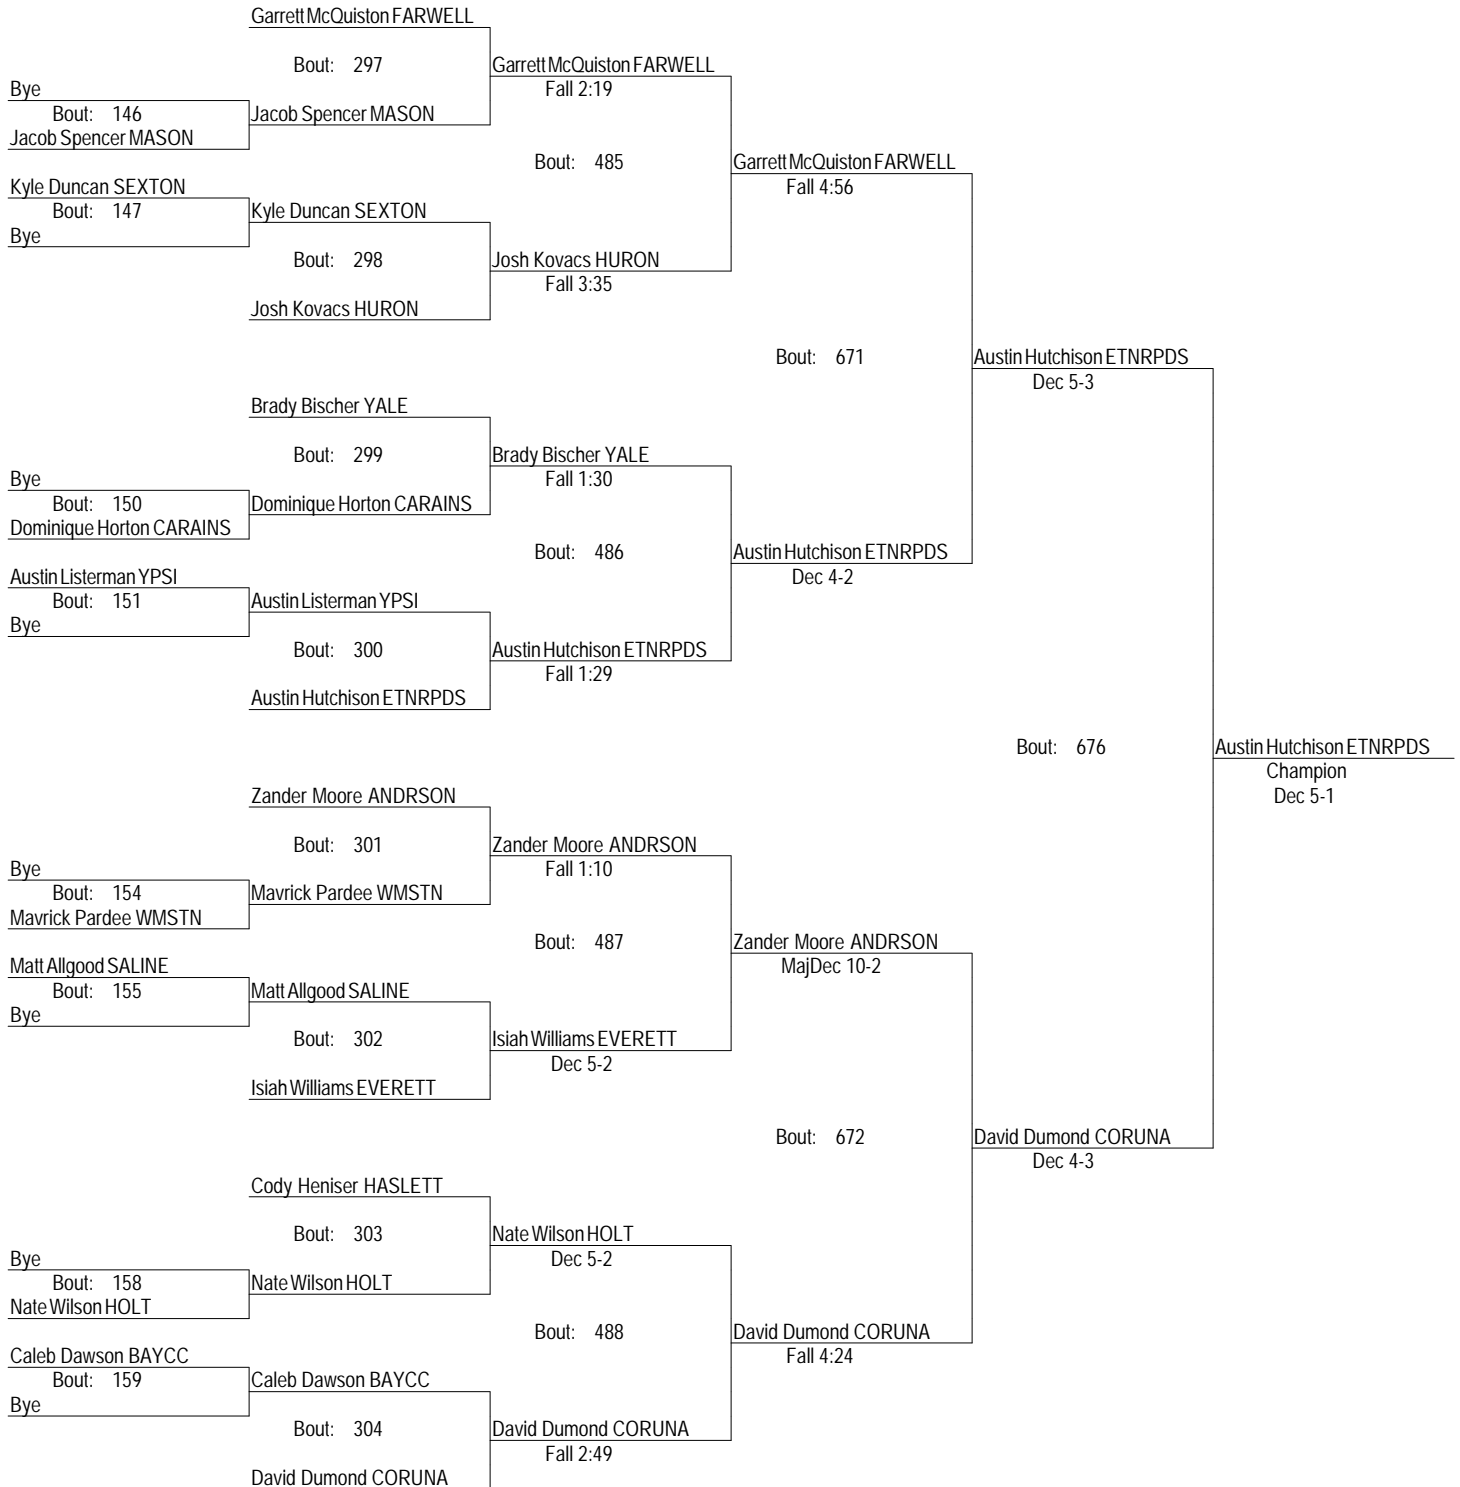 Garrett McQuiston FARWELL
Bout: 297
Garrett McQuiston FARWELL
Bye
Fall 2:19
Bout: 146
Jacob Spencer MASON
Jacob Spencer MASON
Bout: 485
Garrett McQuiston FARWELL
Kyle Duncan SEXTON
Fall 4:56
Bout: 147
Kyle Duncan SEXTON
Bye
Bout: 298
Josh Kovacs HURON
Fall 3:35
Josh Kovacs HURON
Bout: 671
Austin Hutchison ETNRPDS
Dec 5-3
Brady Bischer YALE
Bout: 299
Brady Bischer YALE
Bye
Fall 1:30
Bout: 150
Dominique Horton CARAINS
Dominique Horton CARAINS
Bout: 486
Austin Hutchison ETNRPDS
Austin Listerman YPSI
Dec 4-2
Bout: 151
Austin Listerman YPSI
Bye
Bout: 300
Austin Hutchison ETNRPDS
Fall 1:29
Austin Hutchison ETNRPDS
Bout: 676
Austin Hutchison ETNRPDS
Champion
Dec 5-1
Zander Moore ANDRSON
Bout: 301
Zander Moore ANDRSON
Bye
Fall 1:10
Bout: 154
Mavrick Pardee WMSTN
Mavrick Pardee WMSTN
Bout: 487
Zander Moore ANDRSON
Matt Allgood SALINE
MajDec 10-2
Bout: 155
Matt Allgood SALINE
Bye
Bout: 302
Isiah Williams EVERETT
Dec 5-2
Isiah Williams EVERETT
Bout: 672
David Dumond CORUNA
Dec 4-3
Cody Heniser HASLETT
Bout: 303
Nate Wilson HOLT
Bye
Dec 5-2
Bout: 158
Nate Wilson HOLT
Nate Wilson HOLT
Bout: 488
David Dumond CORUNA
Caleb Dawson BAYCC
Fall 4:24
Bout: 159
Caleb Dawson BAYCC
Bye
Bout: 304
David Dumond CORUNA
Fall 2:49
David Dumond CORUNA